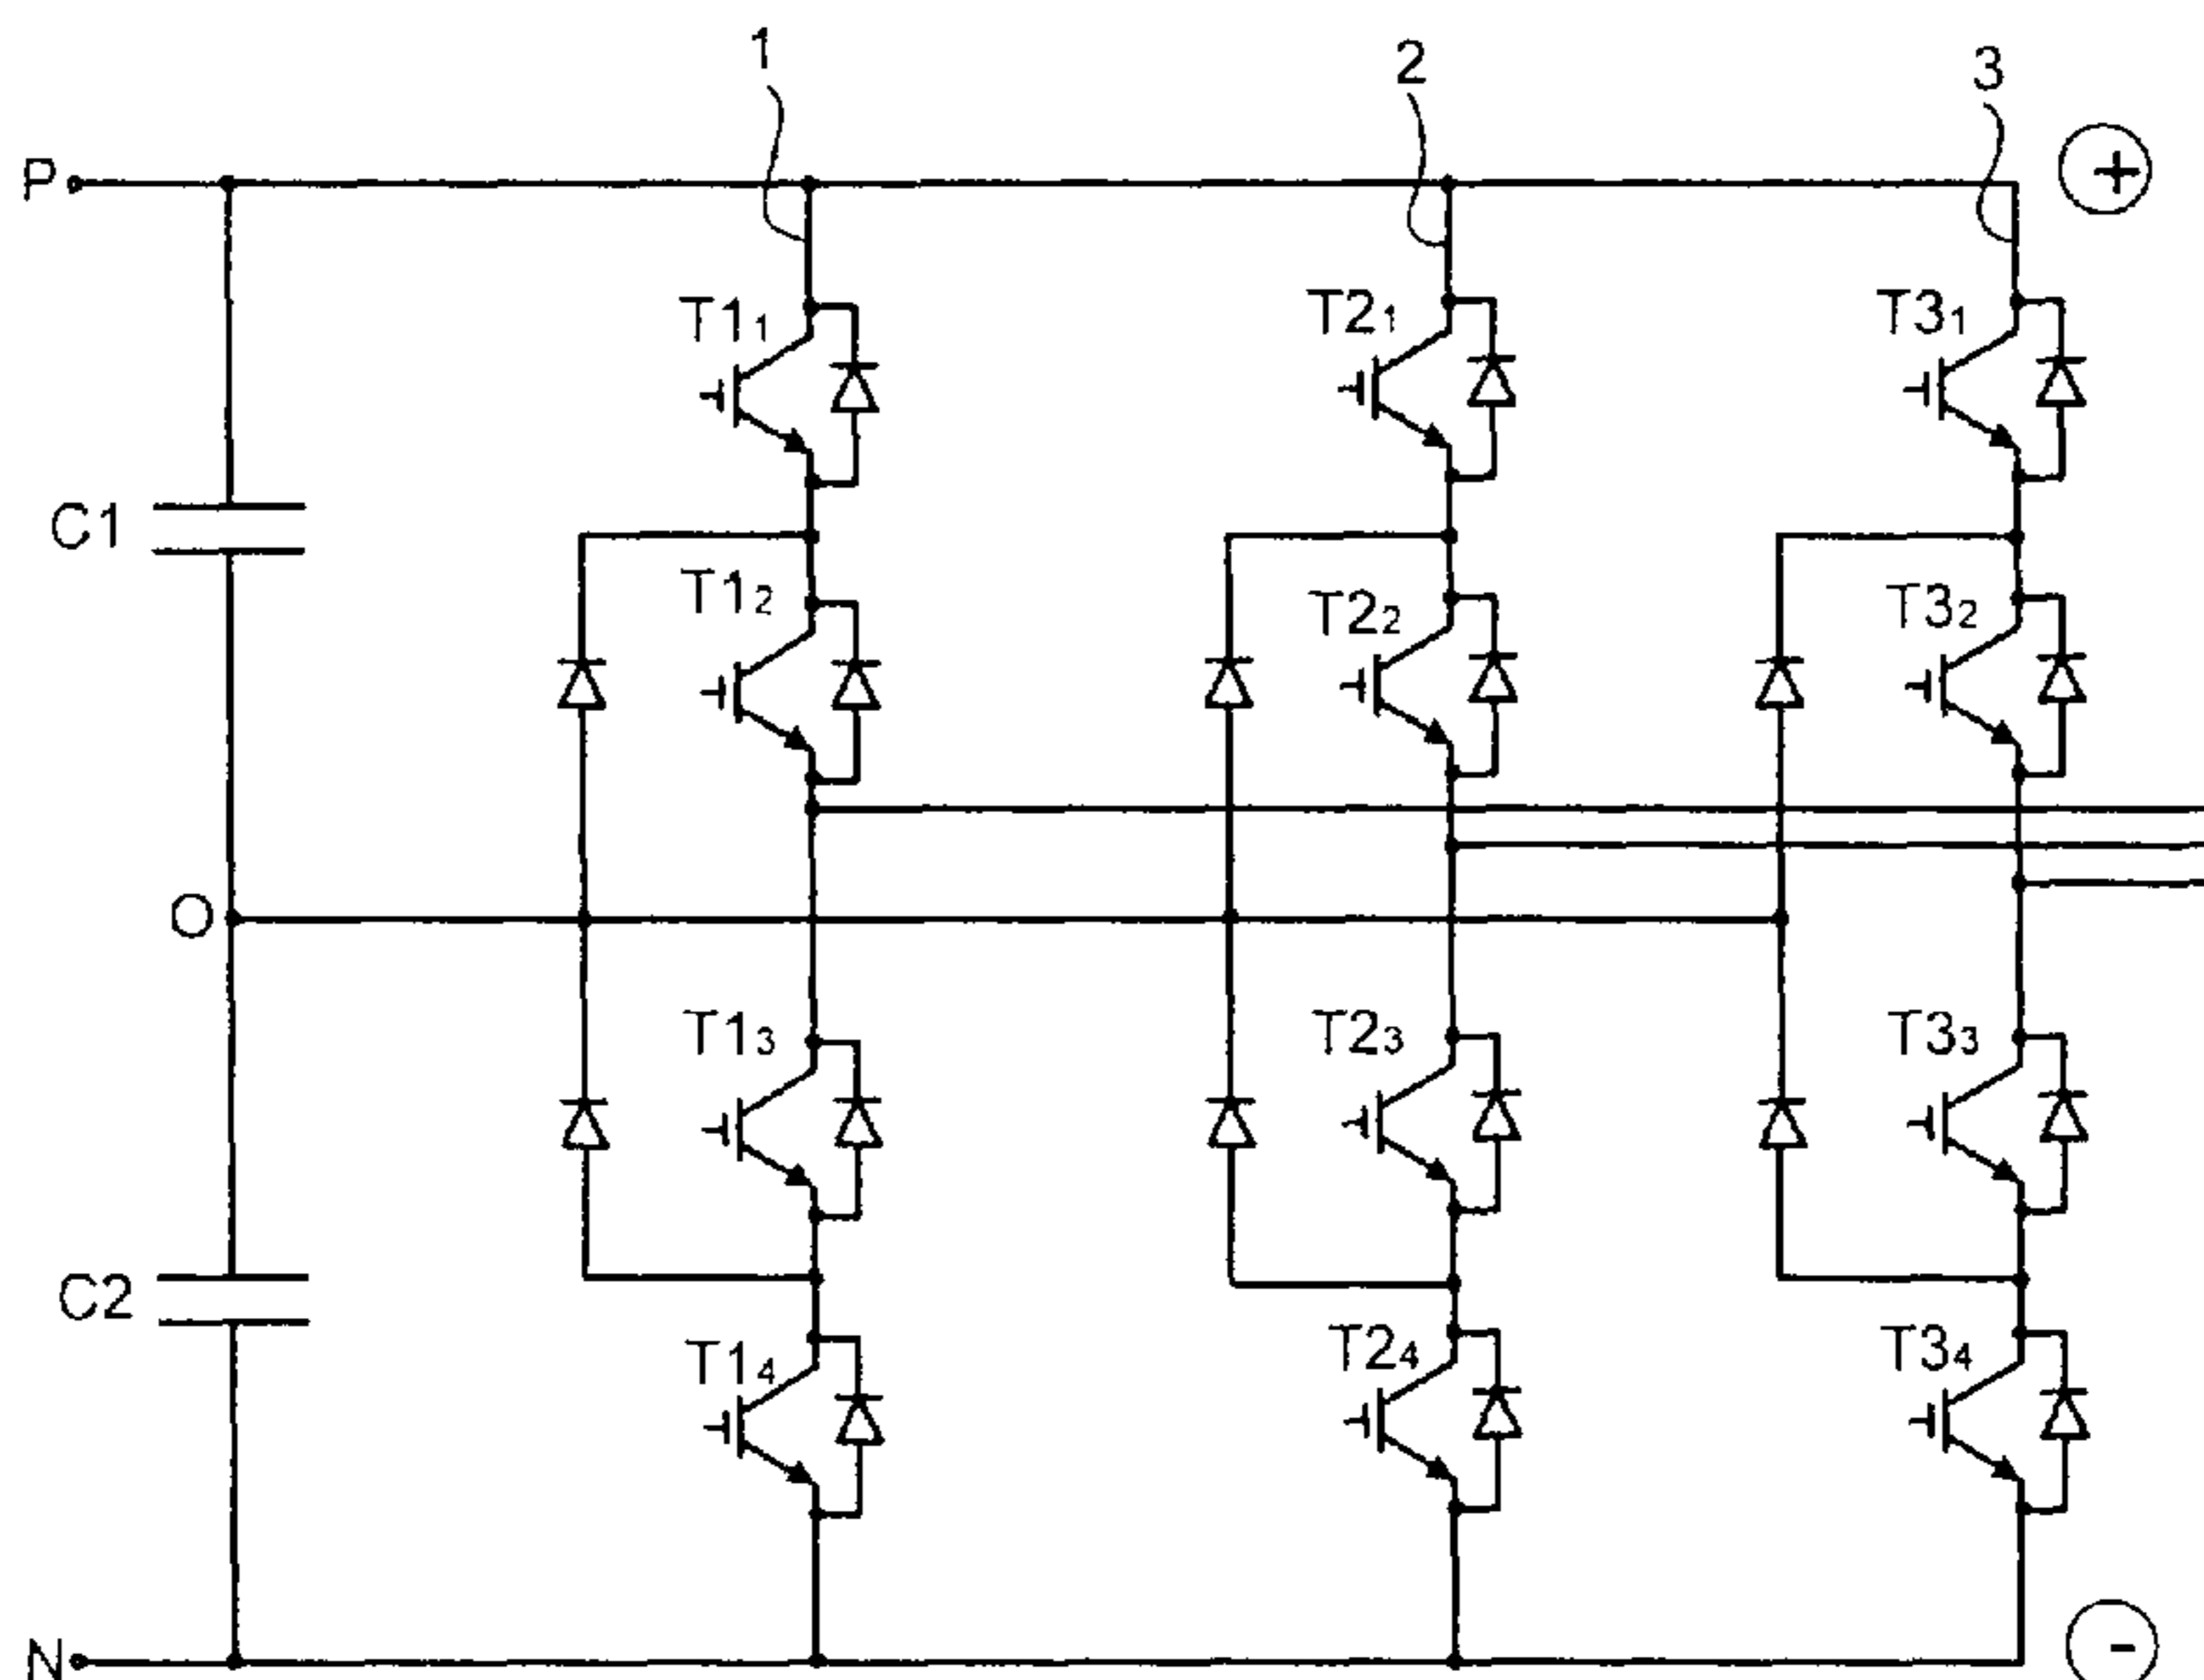 1
2
3
P
+
T1₁
T2₁
T3₁
C1
T1₂
T2₂
T3₂
O
T1₃
T2₃
T3₃
C2
T1₄
T2₄
T3₄
N
-